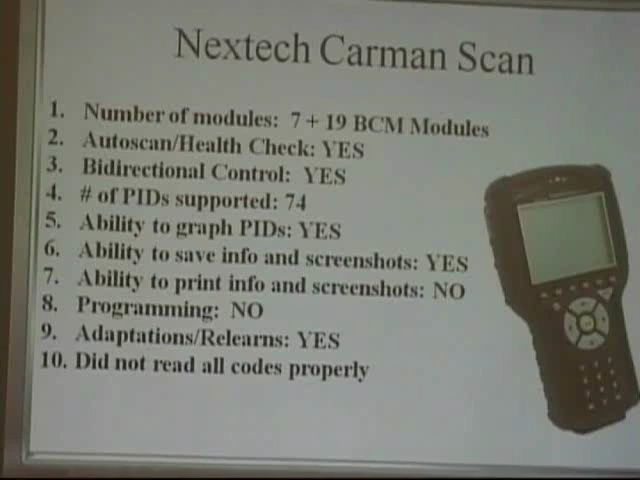 Nextech Carman Scan
1. Number of modules: 7 + 19 BCM Modules
2. Autoscan/Health Check: YES
3. Bidirectional Control: YES
4. # of PIDs supported: 74
5. Ability to graph PIDs: YES
6. Ability to save info and screenshots: YES
7. Ability to print info and screenshots: NO
8. Programming: NO
9. Adaptations/Relearns: YES
10. Did not read all codes properly